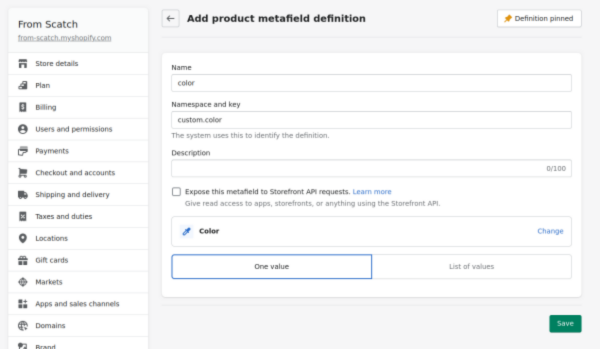 From Scatch
from-scatch.myshopify.com
Store details
Plan
Billing
Users and permissions
Payments
Checkout and accounts
Shipping and delivery
Taxes and duties
Locations
Gift cards
Markets
Apps and sales channels
Domains
Brand
Add product metafield definition
Definition pinned
Name
color
Namespace and key
custom.color
The system uses this to identify the definition.
Description
0/100
Expose this metafield to Storefront API requests. Learn more
Give read access to apps, storefronts, or anything using the Storefront API.
Color
Change
One value
List of values
Save